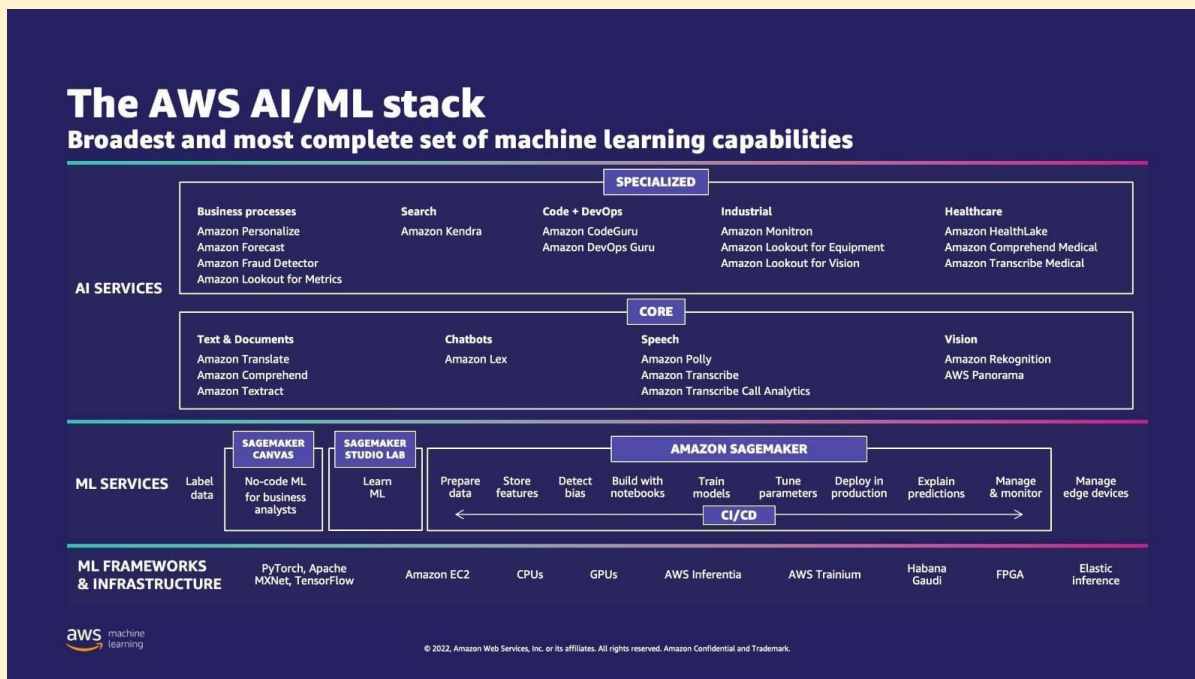 The AWS AI/ML stack
Broadest and most complete set of machine learning capabilities
AI SERVICES
SPECIALIZED
Business processes
Amazon Personalize
Amazon Forecast
Amazon Fraud Detector
Amazon Lookout for Metrics
Search
Amazon Kendra
Code + DevOps
Amazon CodeGuru
Amazon DevOps Guru
Industrial
Amazon Monitron
Amazon Lookout for Equipment
Amazon Lookout for Vision
Healthcare
Amazon HealthLake
Amazon Comprehend Medical
Amazon Transcribe Medical
CORE
Text & Documents
Amazon Translate
Amazon Comprehend
Amazon Textract
Chatbots
Amazon Lex
Speech
Amazon Polly
Amazon Transcribe
Amazon Transcribe Call Analytics
Vision
Amazon Rekognition
AWS Panorama
ML SERVICES
Label
data
SAGEMAKER
CANVAS
No-code ML
for business
analysts
SAGEMAKER
STUDIO LAB
Learn
ML
AMAZON SAGEMAKER
Prepare
data
Store
features
Detect
bias
Build with
notebooks
Train
models
Tune
parameters
Deploy in
production
Explain
predictions
Manage
& monitor
CI/CD
Manage
edge devices
ML FRAMEWORKS
& INFRASTRUCTURE
PyTorch, Apache
MXNet, TensorFlow
Amazon EC2
CPUs
GPUs
AWS Inferentia
AWS Trainium
Habana
Gaudi
FPGA
Elastic
inference
aws machine
learning
© 2022, Amazon Web Services, Inc. or its affiliates. All rights reserved. Amazon Confidential and Trademark.